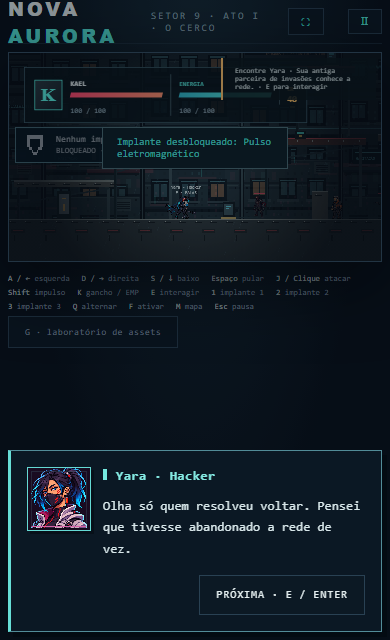 NOVA
AURORA
SETOR 9 · ATO I
· O CERCO
II
K
KAEL
100 / 100
ENERGIA
100 / 100
Encontre Yara · Sua antiga
parceira de invasões conhece a
rede. · E para interagir
Nenhum
BLOQUEADO
Implante desbloqueado: Pulso
eletromagnético
A / ← esquerda D / → direita S / ↓ baixo Espaço pular J / Clique atacar
Shift impulso K gancho / EMP E interagir 1 implante 1 2 implante 2
3 implante 3 Q alternar F ativar M mapa Esc pausa
G · laboratório de assets
Yara · Hacker
Olha só quem resolveu voltar. Pensei
que tivesse abandonado a rede de
vez.
PRÓXIMA · E / ENTER